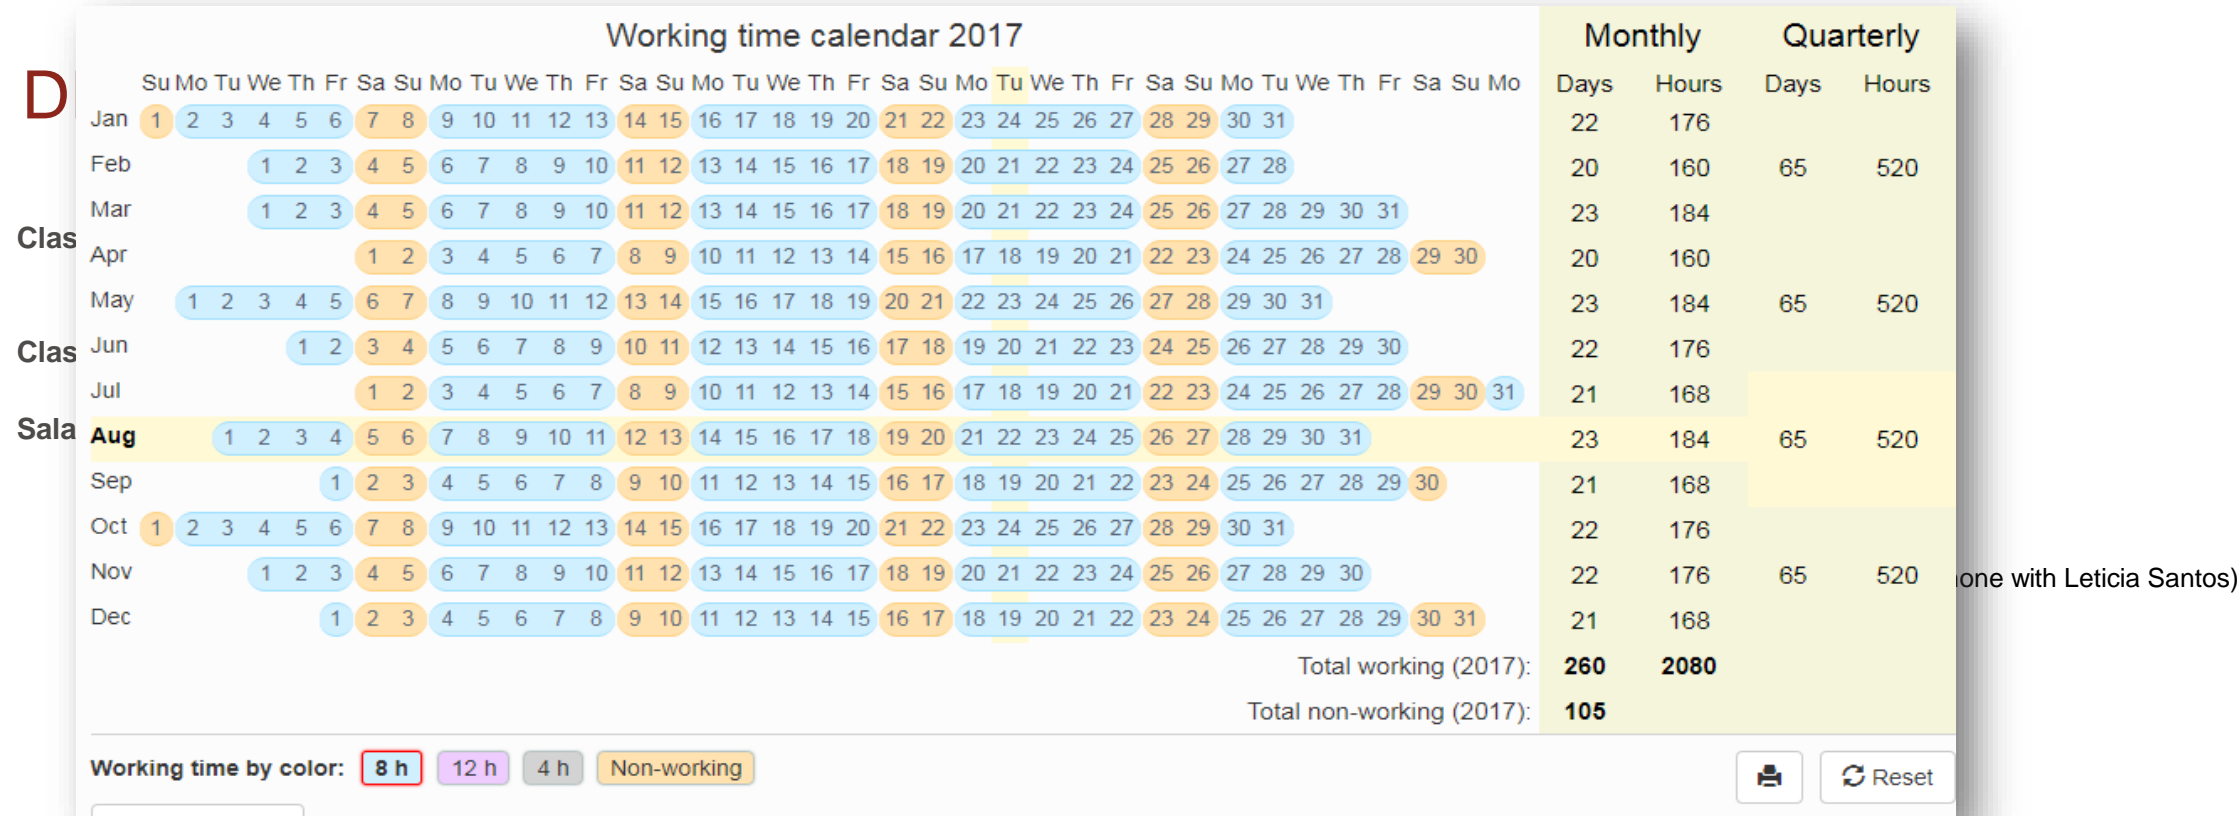 Working time calendar 2017 Monthly Quarterly
D
Su Mo Tu We Th Fr Sa Su Mo Tu We Th Fr Sa Su Mo Tu We Th Fr Sa Su Mo Tu We Th Fr Sa Su Mo Tu We Th Fr Sa Su Mo Days Hours Days Hours
Jan 1 2 3 4 5 6 7 8 9 10 11 12 13 14 15 16 17 18 19 20 21 22 23 24 25 26 27 28 29 30 31 22 176
Feb 1 2 3 4 5 6 7 8 9 10 11 12 13 14 15 16 17 18 19 20 21 22 23 24 25 26 27 28 20 160 65 520
Mar 1 2 3 4 5 6 7 8 9 10 11 12 13 14 15 16 17 18 19 20 21 22 23 24 25 26 27 28 29 30 31 23 184
Clas
Apr 1 2 3 4 5 6 7 8 9 10 11 12 13 14 15 16 17 18 19 20 21 22 23 24 25 26 27 28 29 30 20 160
May 1 2 3 4 5 6 7 8 9 10 11 12 13 14 15 16 17 18 19 20 21 22 23 24 25 26 27 28 29 30 31 23 184 65 520
Clas
Jun 1 2 3 4 5 6 7 8 9 10 11 12 13 14 15 16 17 18 19 20 21 22 23 24 25 26 27 28 29 30 22 176
Jul 1 2 3 4 5 6 7 8 9 10 11 12 13 14 15 16 17 18 19 20 21 22 23 24 25 26 27 28 29 30 31 21 168
Sala
Aug 1 2 3 4 5 6 7 8 9 10 11 12 13 14 15 16 17 18 19 20 21 22 23 24 25 26 27 28 29 30 31 23 184 65 520
Sep 1 2 3 4 5 6 7 8 9 10 11 12 13 14 15 16 17 18 19 20 21 22 23 24 25 26 27 28 29 30 21 168
Oct 1 2 3 4 5 6 7 8 9 10 11 12 13 14 15 16 17 18 19 20 21 22 23 24 25 26 27 28 29 30 31 22 176
Nov 1 2 3 4 5 6 7 8 9 10 11 12 13 14 15 16 17 18 19 20 21 22 23 24 25 26 27 28 29 30 22 176 65 520
one with Leticia Santos)
Dec 1 2 3 4 5 6 7 8 9 10 11 12 13 14 15 16 17 18 19 20 21 22 23 24 25 26 27 28 29 30 31 21 168
Total working (2017): 260 2080
Total non-working (2017): 105
Working time by color: 8 h 12 h 4 h Non-working Reset